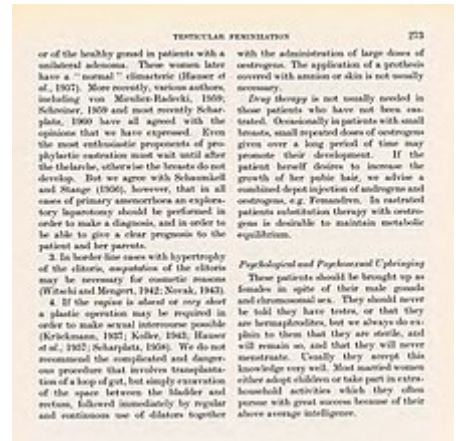 TESTICULAR FEMINIZATION 273
or of the healthy gonad in patients with a
unilateral adenoma. These women later
have a "normal" climacteric (Hauser et
al., 1957). More recently, various authors,
including von Meulier-Radecki, 1959;
Schreiner, 1959 and most recently Schar-
platz, 1960 have all agreed with the
opinions that we have expressed. Even
the most enthusiastic proponents of pro-
phylactic castration must wait until after
the thelarche, otherwise the breasts do not
develop. But we agree with Schaumkell
and Stange (1956), however, that in all
cases of primary amenorrhoea an explora-
tory laparotomy should be performed in
order to make a diagnosis, and in order to
be able to give a clear prognosis to the
patient and her parents.
3. In border-line cases with hypertrophy
of the clitoris, amputation of the clitoris
may be necessary for cosmetic reasons
(Witschi and Mengert, 1942; Novak, 1943).
4. If the vagina is absent or very short
a plastic operation may be required in
order to make sexual intercourse possible
(Krückmann, 1937; Koller, 1943; Hauser
et al., 1957; Scharplatz, 1959). We do not
recommend the complicated and danger-
ous procedure that involves transplanta-
tion of a loop of gut, but simply excavation
of the space between the bladder and
rectum, followed immediately by regular
and continuous use of dilators together
with the administration of large doses of
oestrogens. The application of a prothesis
covered with amnion or skin is not usually
necessary.
Drug therapy is not usually needed in
those patients who have not been cas-
trated. Occasionally in patients with small
breasts, small repeated doses of oestrogens
given over a long period of time may
promote their development. If the
patient herself desires to increase the
growth of her pubic hair, we advise a
combined depot injection of androgens and
oestrogens, e.g. Femandren. In castrated
patients substitution therapy with oestro-
gens is desirable to maintain metabolic
equilibrium.
Psychological and Psychosexual Upbringing
These patients should be brought up as
females in spite of their male gonads
and chromosomal sex. They should never
be told they have testes, or that they
are hermaphrodites, but we always do ex-
plain to them that they are sterile, and
will remain so, and that they will never
menstruate. Usually they accept this
knowledge very well. Most married women
either adopt children or take part in extra-
household activities which they often
pursue with great success because of their
above average intelligence.